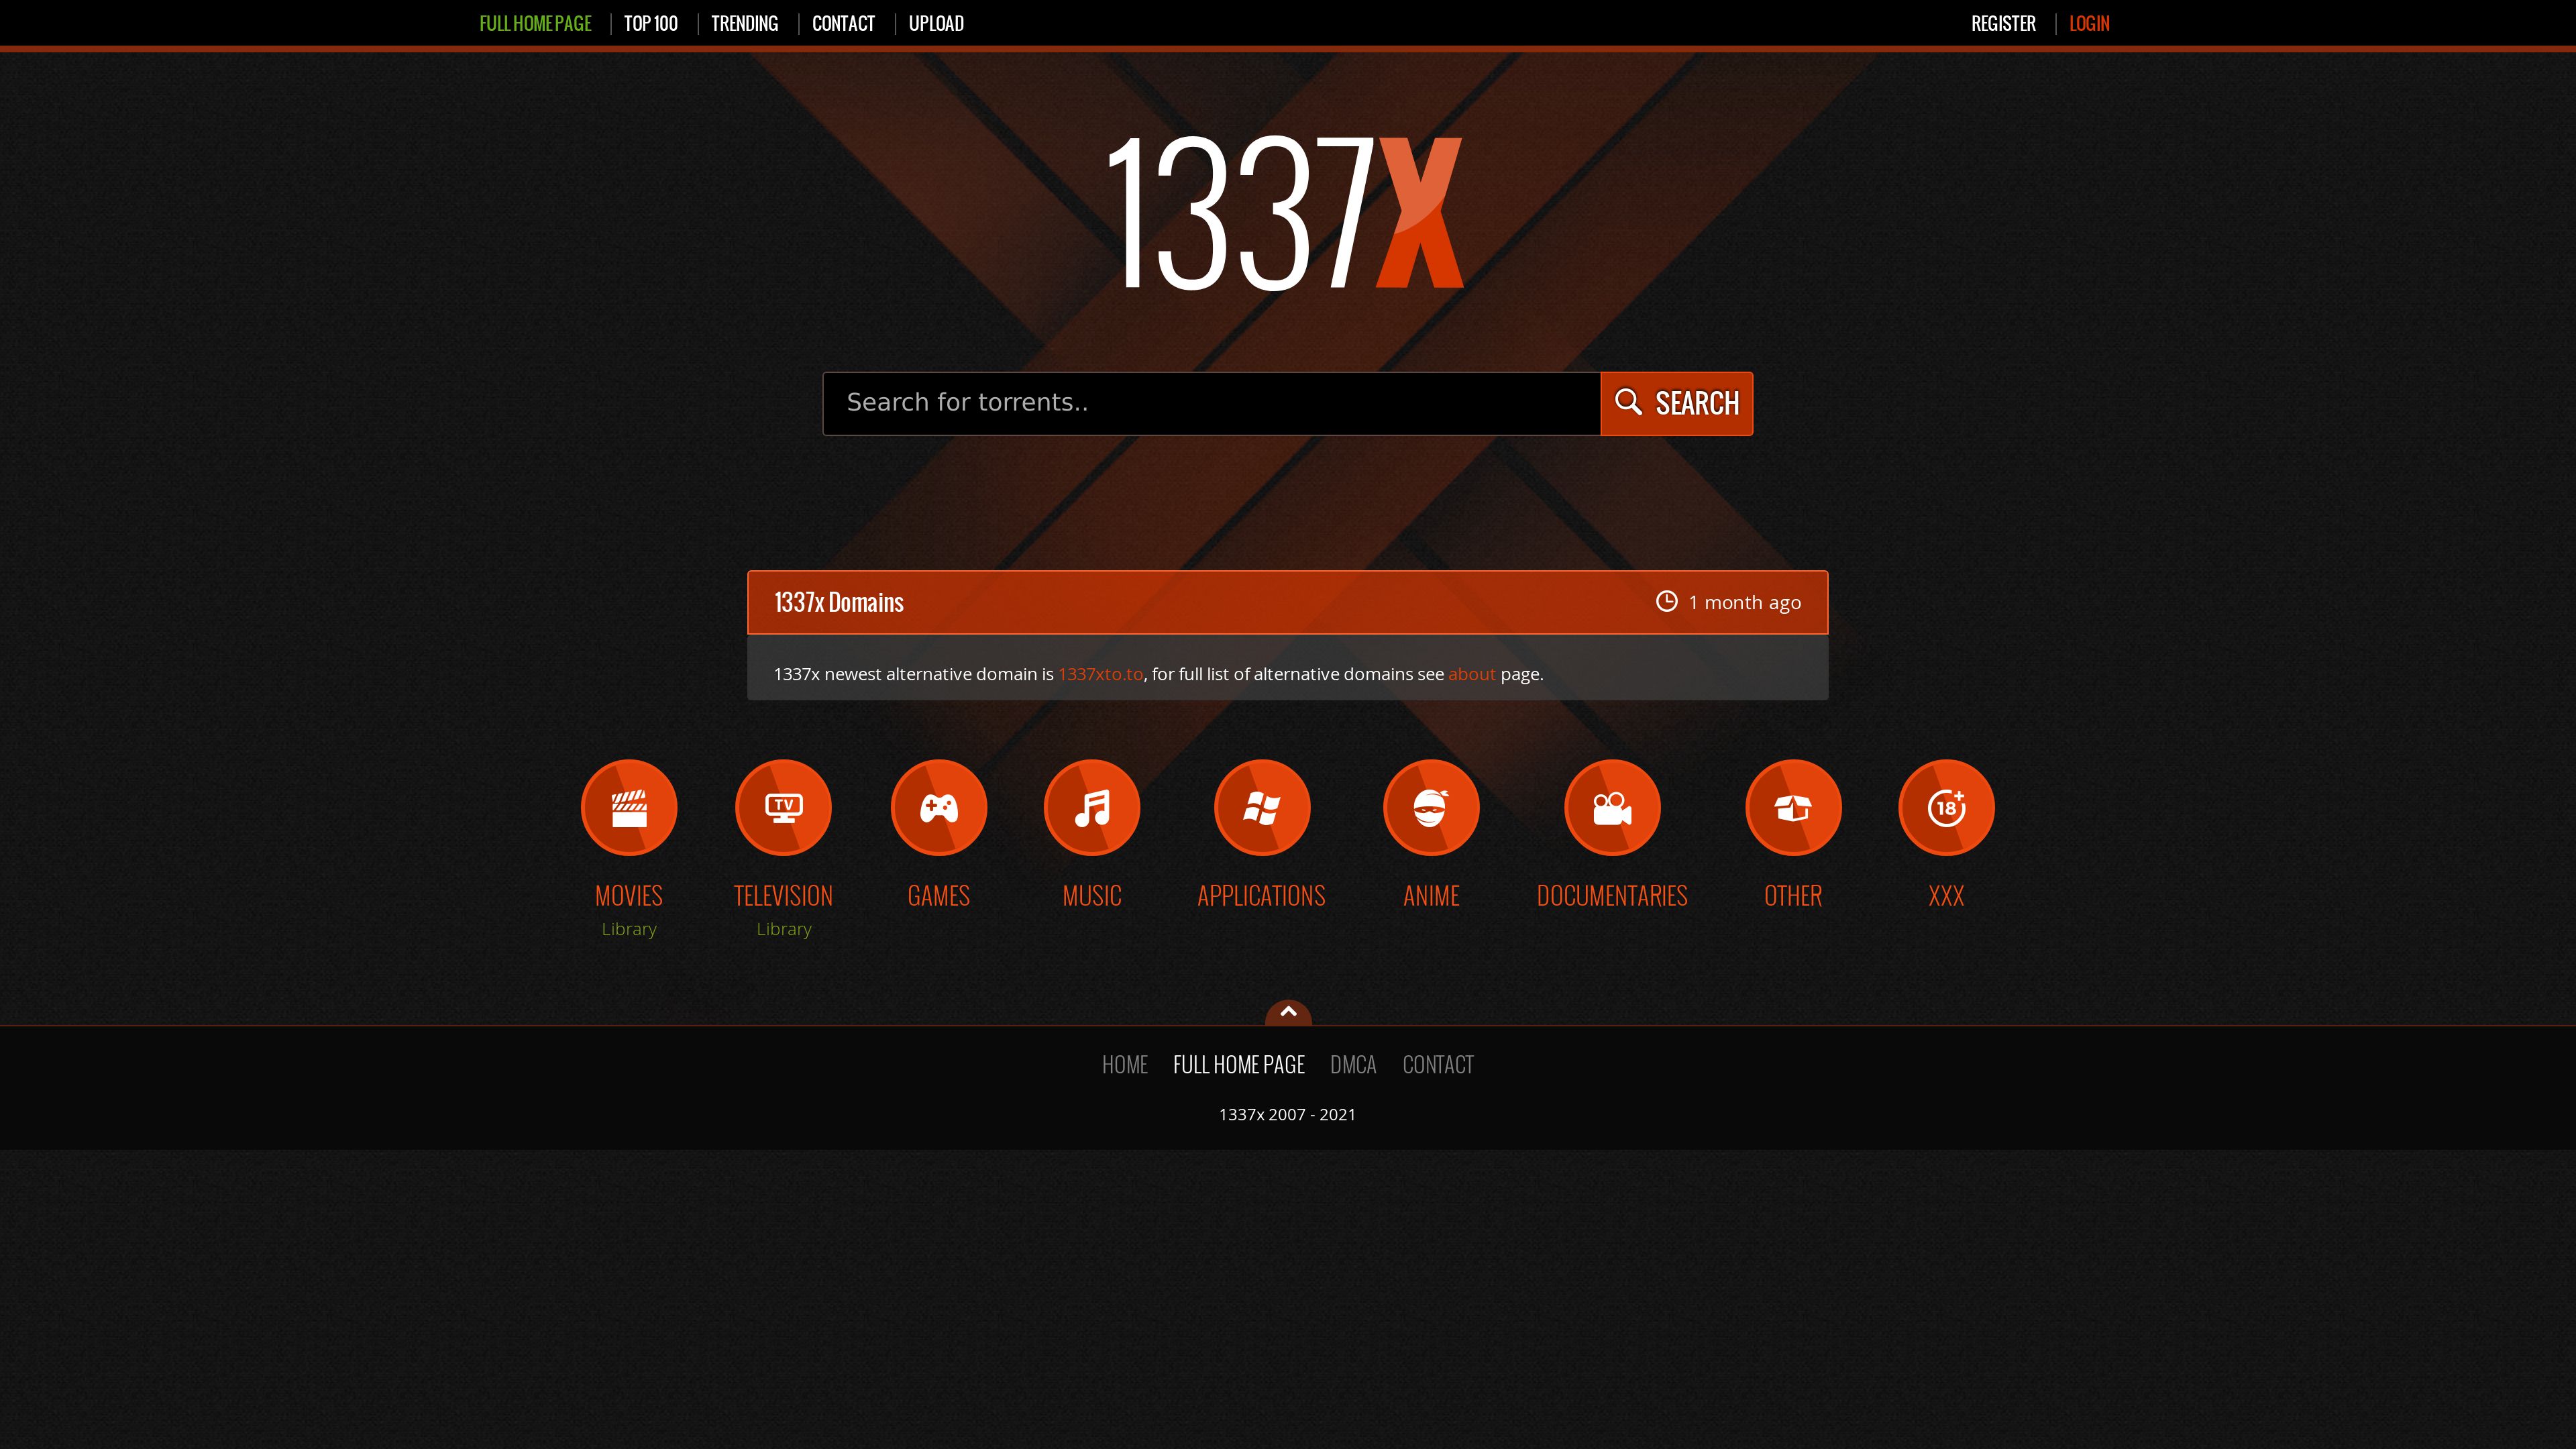 FULL HOME PAGE TOP 100 TRENDING CONTACT UPLOAD REGISTER LOGIN
1337X
Search for torrents.. SEARCH
1337x Domains 1 month ago
1337x newest alternative domain is 1337xto.to, for full list of alternative domains see about page.
TV 18+
MOVIES TELEVISION GAMES MUSIC APPLICATIONS ANIME DOCUMENTARIES OTHER XXX
Library Library
HOME FULL HOME PAGE DMCA CONTACT
1337x 2007 - 2021